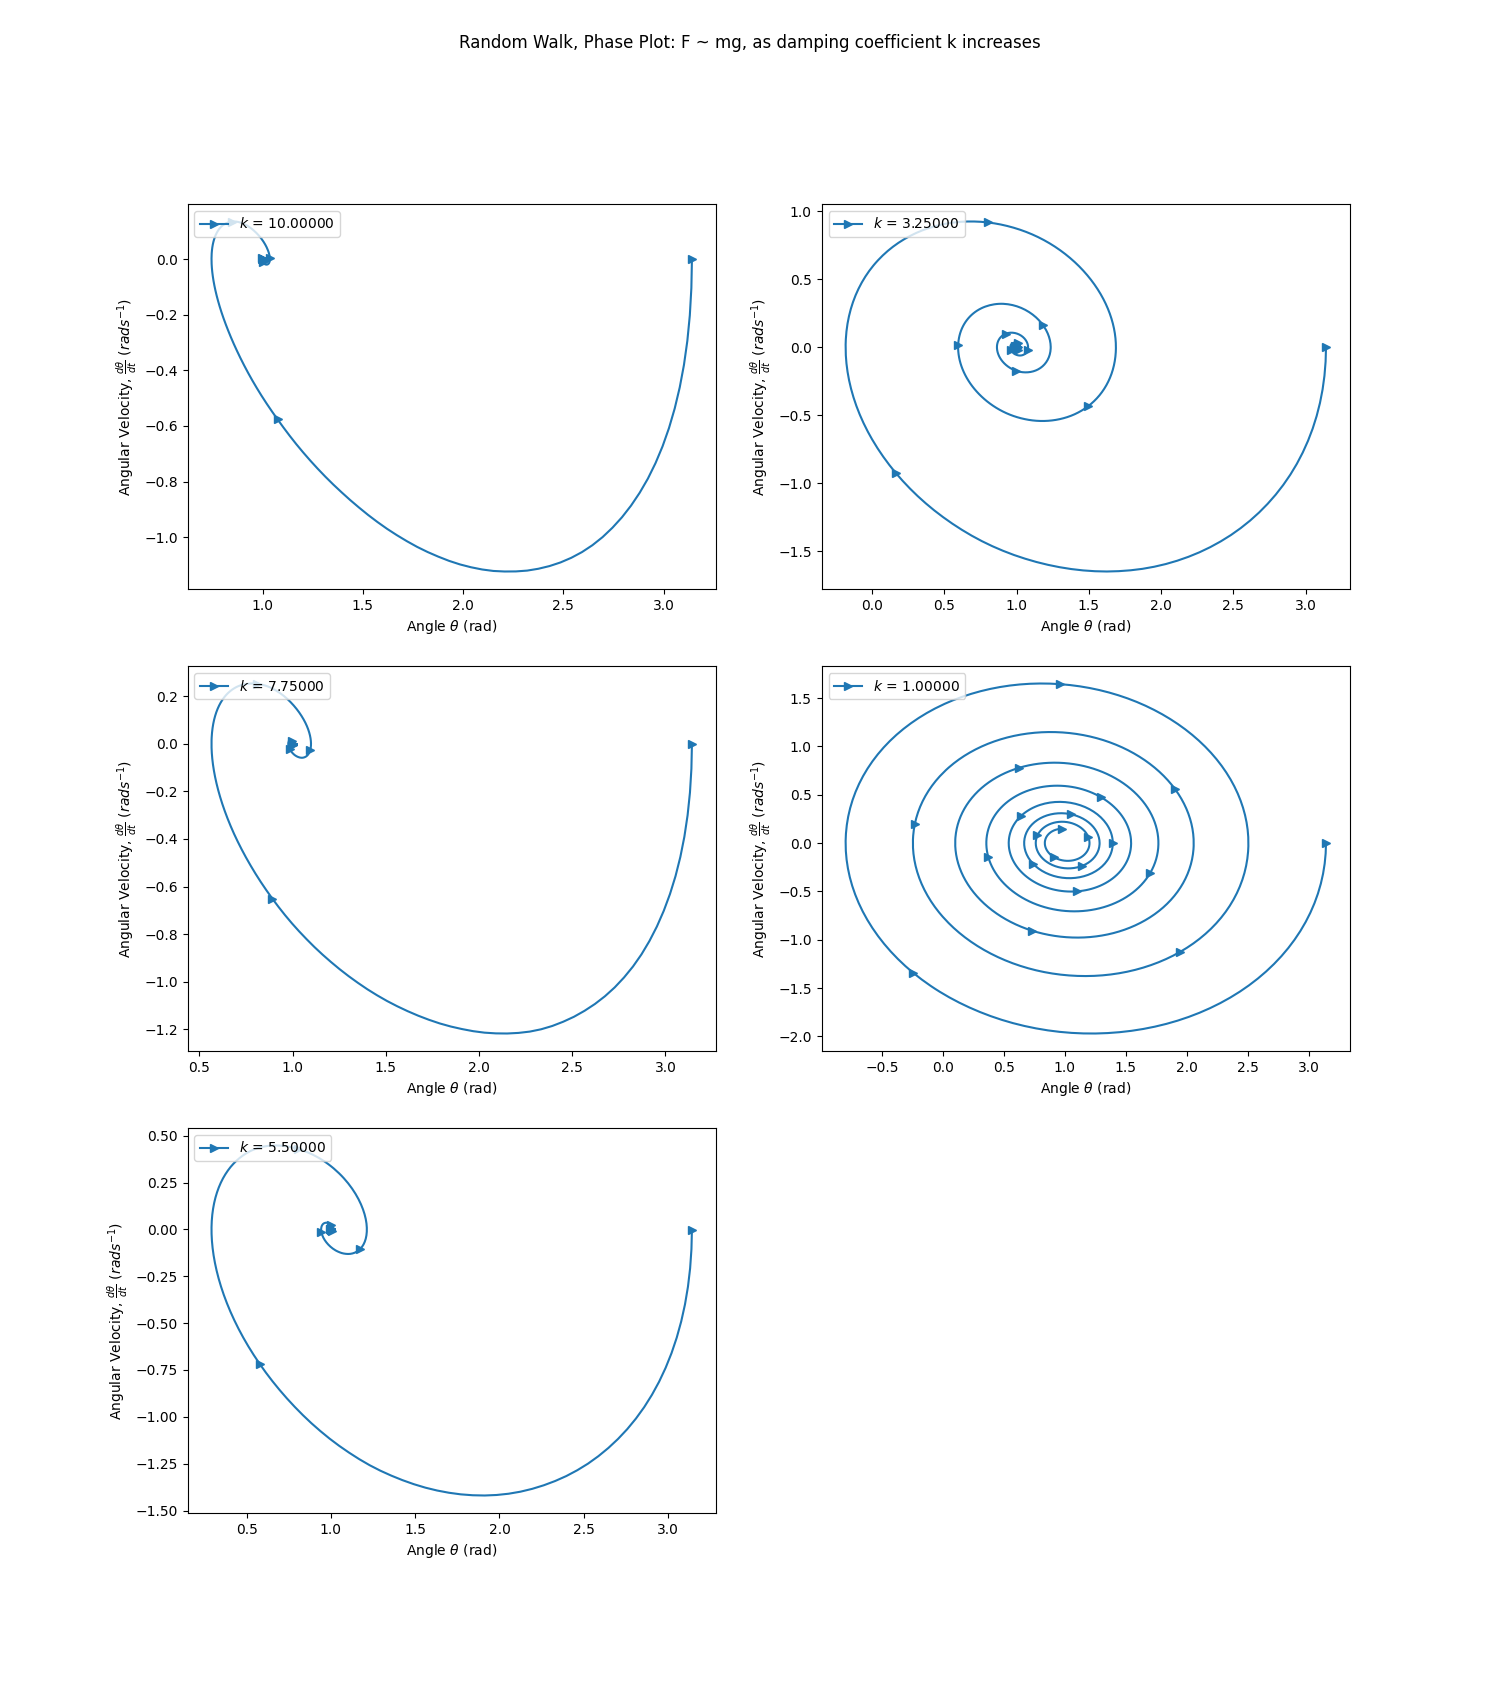 Random Walk, Phase Plot: F ~ mg, as damping coefficient k increases
k = 10.00000
0.0
−0.2
−0.4
−0.6
−0.8
−1.0
Angular Velocity, dθ/dt (rads⁻¹)
1.0 1.5 2.0 2.5 3.0
Angle θ (rad)
k = 3.25000
1.0
0.5
0.0
−0.5
−1.0
−1.5
Angular Velocity, dθ/dt (rads⁻¹)
0.0 0.5 1.0 1.5 2.0 2.5 3.0
Angle θ (rad)
k = 7.75000
0.2
0.0
−0.2
−0.4
−0.6
−0.8
−1.0
−1.2
Angular Velocity, dθ/dt (rads⁻¹)
0.5 1.0 1.5 2.0 2.5 3.0
Angle θ (rad)
k = 1.00000
1.5
1.0
0.5
0.0
−0.5
−1.0
−1.5
−2.0
Angular Velocity, dθ/dt (rads⁻¹)
−0.5 0.0 0.5 1.0 1.5 2.0 2.5 3.0
Angle θ (rad)
k = 5.50000
0.50
0.25
0.00
−0.25
−0.50
−0.75
−1.00
−1.25
−1.50
Angular Velocity, dθ/dt (rads⁻¹)
0.5 1.0 1.5 2.0 2.5 3.0
Angle θ (rad)